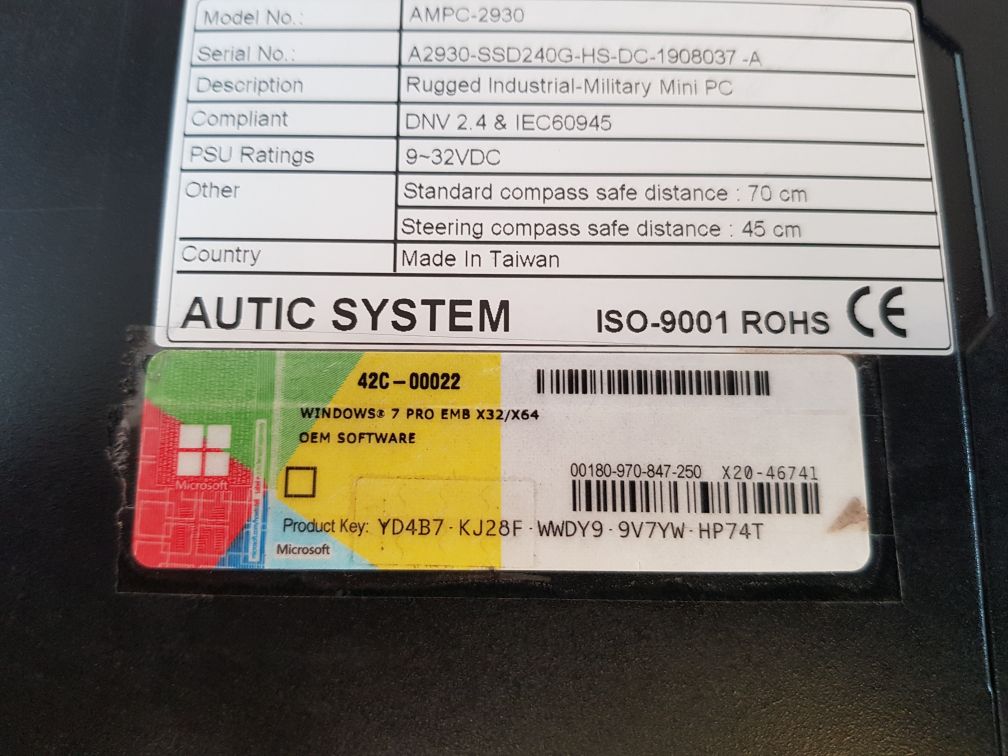 Model No.: AMPC-2930
Serial No.: A2930-SSD240G-HS-DC-1908037 -A
Description Rugged Industrial-Military Mini PC
Compliant DNV 2.4 & IEC60945
PSU Ratings 9~32VDC
Other Standard compass safe distance : 70 cm
Steering compass safe distance : 45 cm
Country Made In Taiwan
AUTIC SYSTEM ISO-9001 ROHS CE
42C-00022
WINDOWS® 7 PRO EMB X32/X64
OEM SOFTWARE
Microsoft
00180-970-847-250 X20-46741
Product Key: YD4B7-KJ28F-WWDY9-9V7YW-HP74T
Microsoft